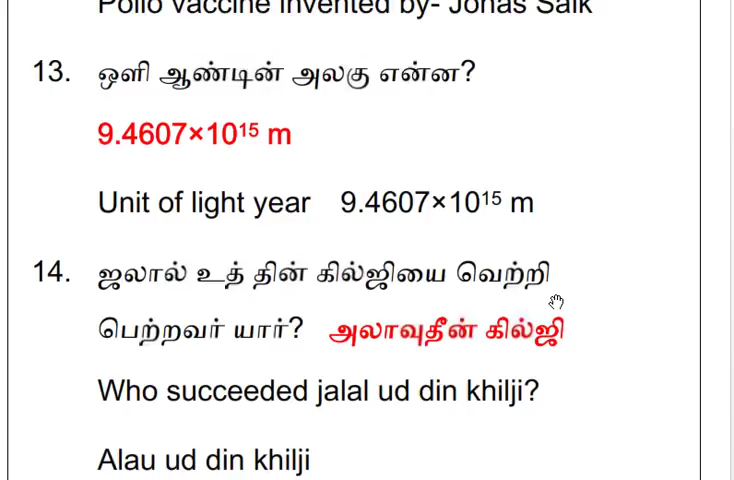 Polio vaccine invented by- Jonas Salk
13. ஒளி ஆண்டின் அலகு என்ன?
9.4607×10¹⁵ m
Unit of light year 9.4607×10¹⁵ m
14. ஜலால் உத் தின் கில்ஜியை வெற்றி
பெற்றவர் யார்? அலாவுதீன் கில்ஜி
Who succeeded jalal ud din khilji?
Alau ud din khilji